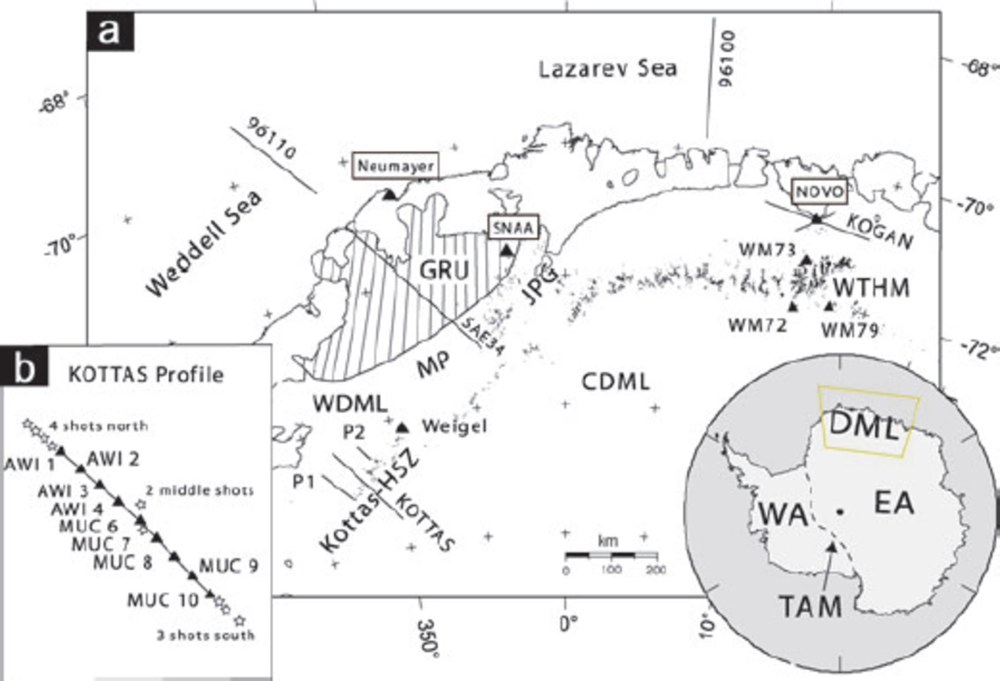 a
Lazarev Sea
96100
-68°
-68°
96110
Neumayer
NOVO
-70°
Weddell Sea
SNAA
KOGAN
-70°
WM73
GRU
JPG
WTHM
SAE34
WM72
WM79
-72°
MP
CDML
WDML
P2
Weigel
P1
Kottas-HSZ
KOTTAS
km
0 100 200
350°
0°
10°
DML
EA
WA
TAM
b
KOTTAS Profile
4 shots north
AWI 1
AWI 2
AWI 3
2 middle shots
AWI 4
MUC 6
MUC 7
MUC 8
MUC 9
MUC 10
3 shots south